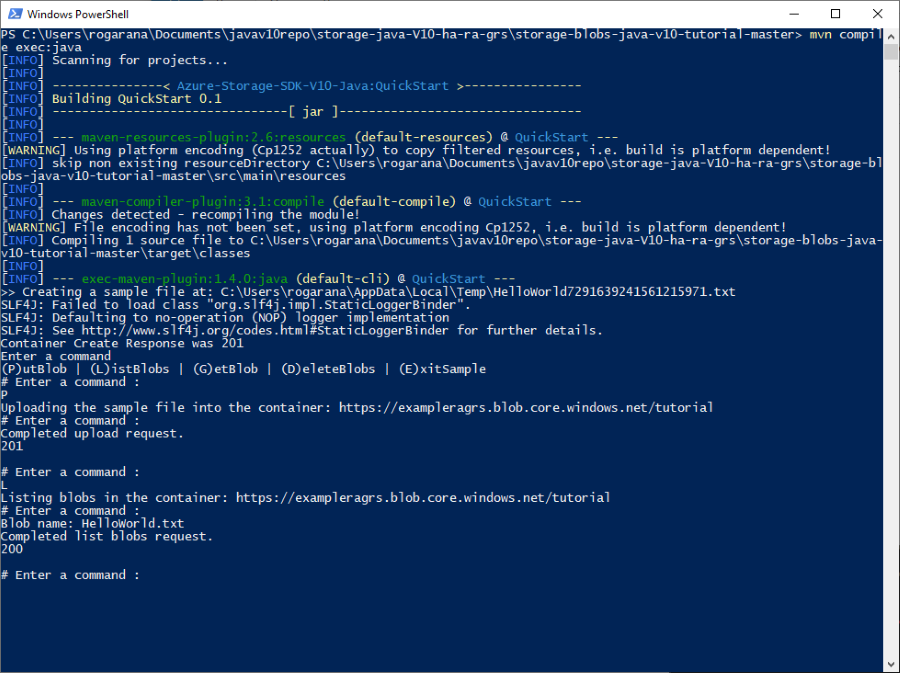 Windows PowerShell
PS C:\Users\rogarana\Documents\javav10repo\storage-java-V10-ha-ra-grs\storage-blobs-java-v10-tutorial-master> mvn compil
e exec:java
[INFO] Scanning for projects...
[INFO]
[INFO] ---------------< Azure-Storage-SDK-V10-Java:QuickStart >----------------
[INFO] Building QuickStart 0.1
[INFO] --------------------------------[ jar ]---------------------------------
[INFO]
[INFO] --- maven-resources-plugin:2.6:resources (default-resources) @ QuickStart ---
[WARNING] Using platform encoding (Cp1252 actually) to copy filtered resources, i.e. build is platform dependent!
[INFO] skip non existing resourceDirectory C:\Users\rogarana\Documents\javav10repo\storage-java-V10-ha-ra-grs\storage-bl
obs-java-v10-tutorial-master\src\main\resources
[INFO]
[INFO] --- maven-compiler-plugin:3.1:compile (default-compile) @ QuickStart ---
[INFO] Changes detected - recompiling the module!
[WARNING] File encoding has not been set, using platform encoding Cp1252, i.e. build is platform dependent!
[INFO] Compiling 1 source file to C:\Users\rogarana\Documents\javav10repo\storage-java-V10-ha-ra-grs\storage-blobs-java-
v10-tutorial-master\target\classes
[INFO]
[INFO] --- exec-maven-plugin:1.4.0:java (default-cli) @ QuickStart ---
>> Creating a sample file at: C:\Users\rogarana\AppData\Local\Temp\HelloWorld7291639241561215971.txt
SLF4J: Failed to load class "org.slf4j.impl.StaticLoggerBinder".
SLF4J: Defaulting to no-operation (NOP) logger implementation
SLF4J: See http://www.slf4j.org/codes.html#StaticLoggerBinder for further details.
Container Create Response was 201
Enter a command
(P)utBlob | (L)istBlobs | (G)etBlob | (D)eleteBlobs | (E)xitSample
# Enter a command :
P
Uploading the sample file into the container: https://exampleragrs.blob.core.windows.net/tutorial
# Enter a command :
Completed upload request.
201
# Enter a command :
L
Listing blobs in the container: https://exampleragrs.blob.core.windows.net/tutorial
# Enter a command :
Blob name: HelloWorld.txt
Completed list blobs request.
200
# Enter a command :